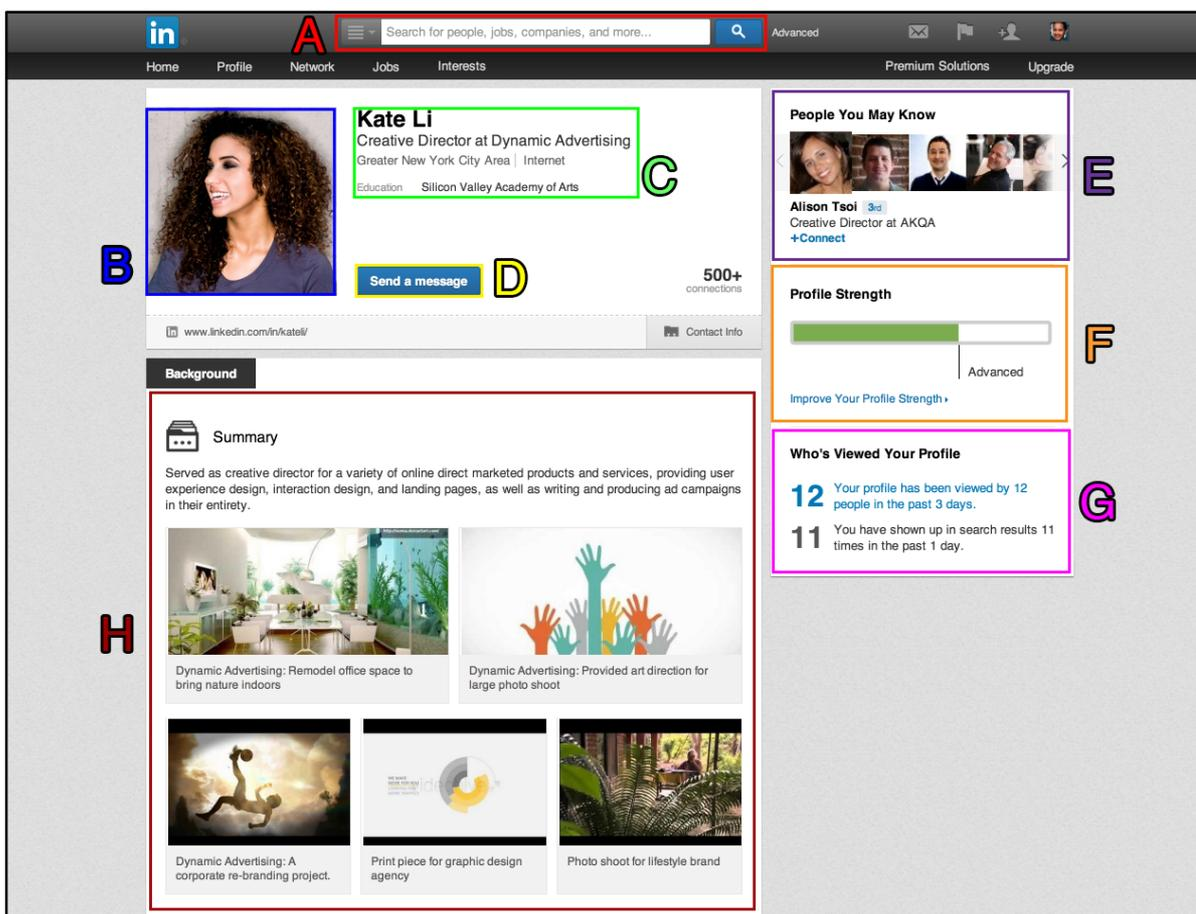 in
A
Search for people, jobs, companies, and more...
Advanced
Home Profile Network Jobs Interests
Premium Solutions Upgrade
B
Kate Li
Creative Director at Dynamic Advertising
Greater New York City Area | Internet
Education Silicon Valley Academy of Arts
C
Send a message
D
500+
connections
in www.linkedin.com/in/kateli/
Contact Info
People You May Know
Alison Tsoi 3rd
Creative Director at AKQA
+Connect
E
Profile Strength
Advanced
Improve Your Profile Strength
F
Who's Viewed Your Profile
12 Your profile has been viewed by 12
people in the past 3 days.
11 You have shown up in search results 11
times in the past 1 day.
G
Background
H
Summary
Served as creative director for a variety of online direct marketed products and services, providing user
experience design, interaction design, and landing pages, as well as writing and producing ad campaigns
in their entirety.
Dynamic Advertising: Remodel office space to
bring nature indoors
Dynamic Advertising: Provided art direction for
large photo shoot
Dynamic Advertising: A
corporate re-branding project.
Print piece for graphic design
agency
Photo shoot for lifestyle brand